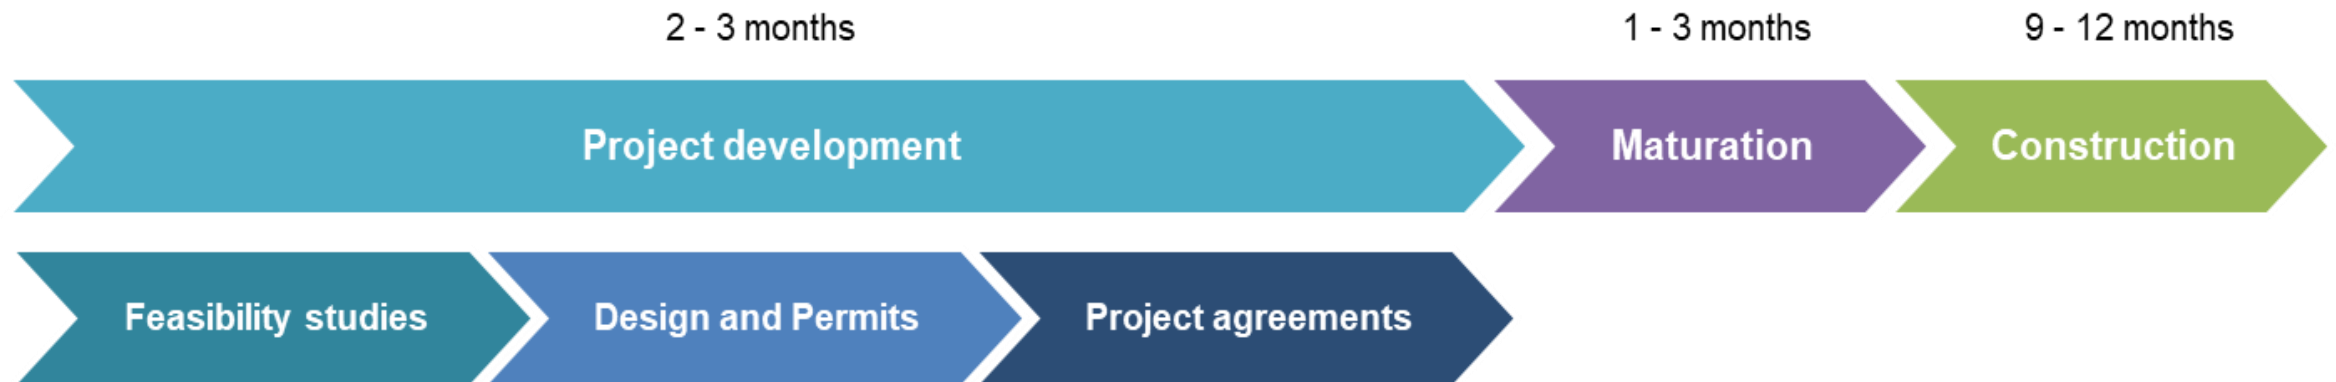 2 - 3 months
1 - 3 months
9 - 12 months
Project development
Maturation
Construction
Feasibility studies
Design and Permits
Project agreements